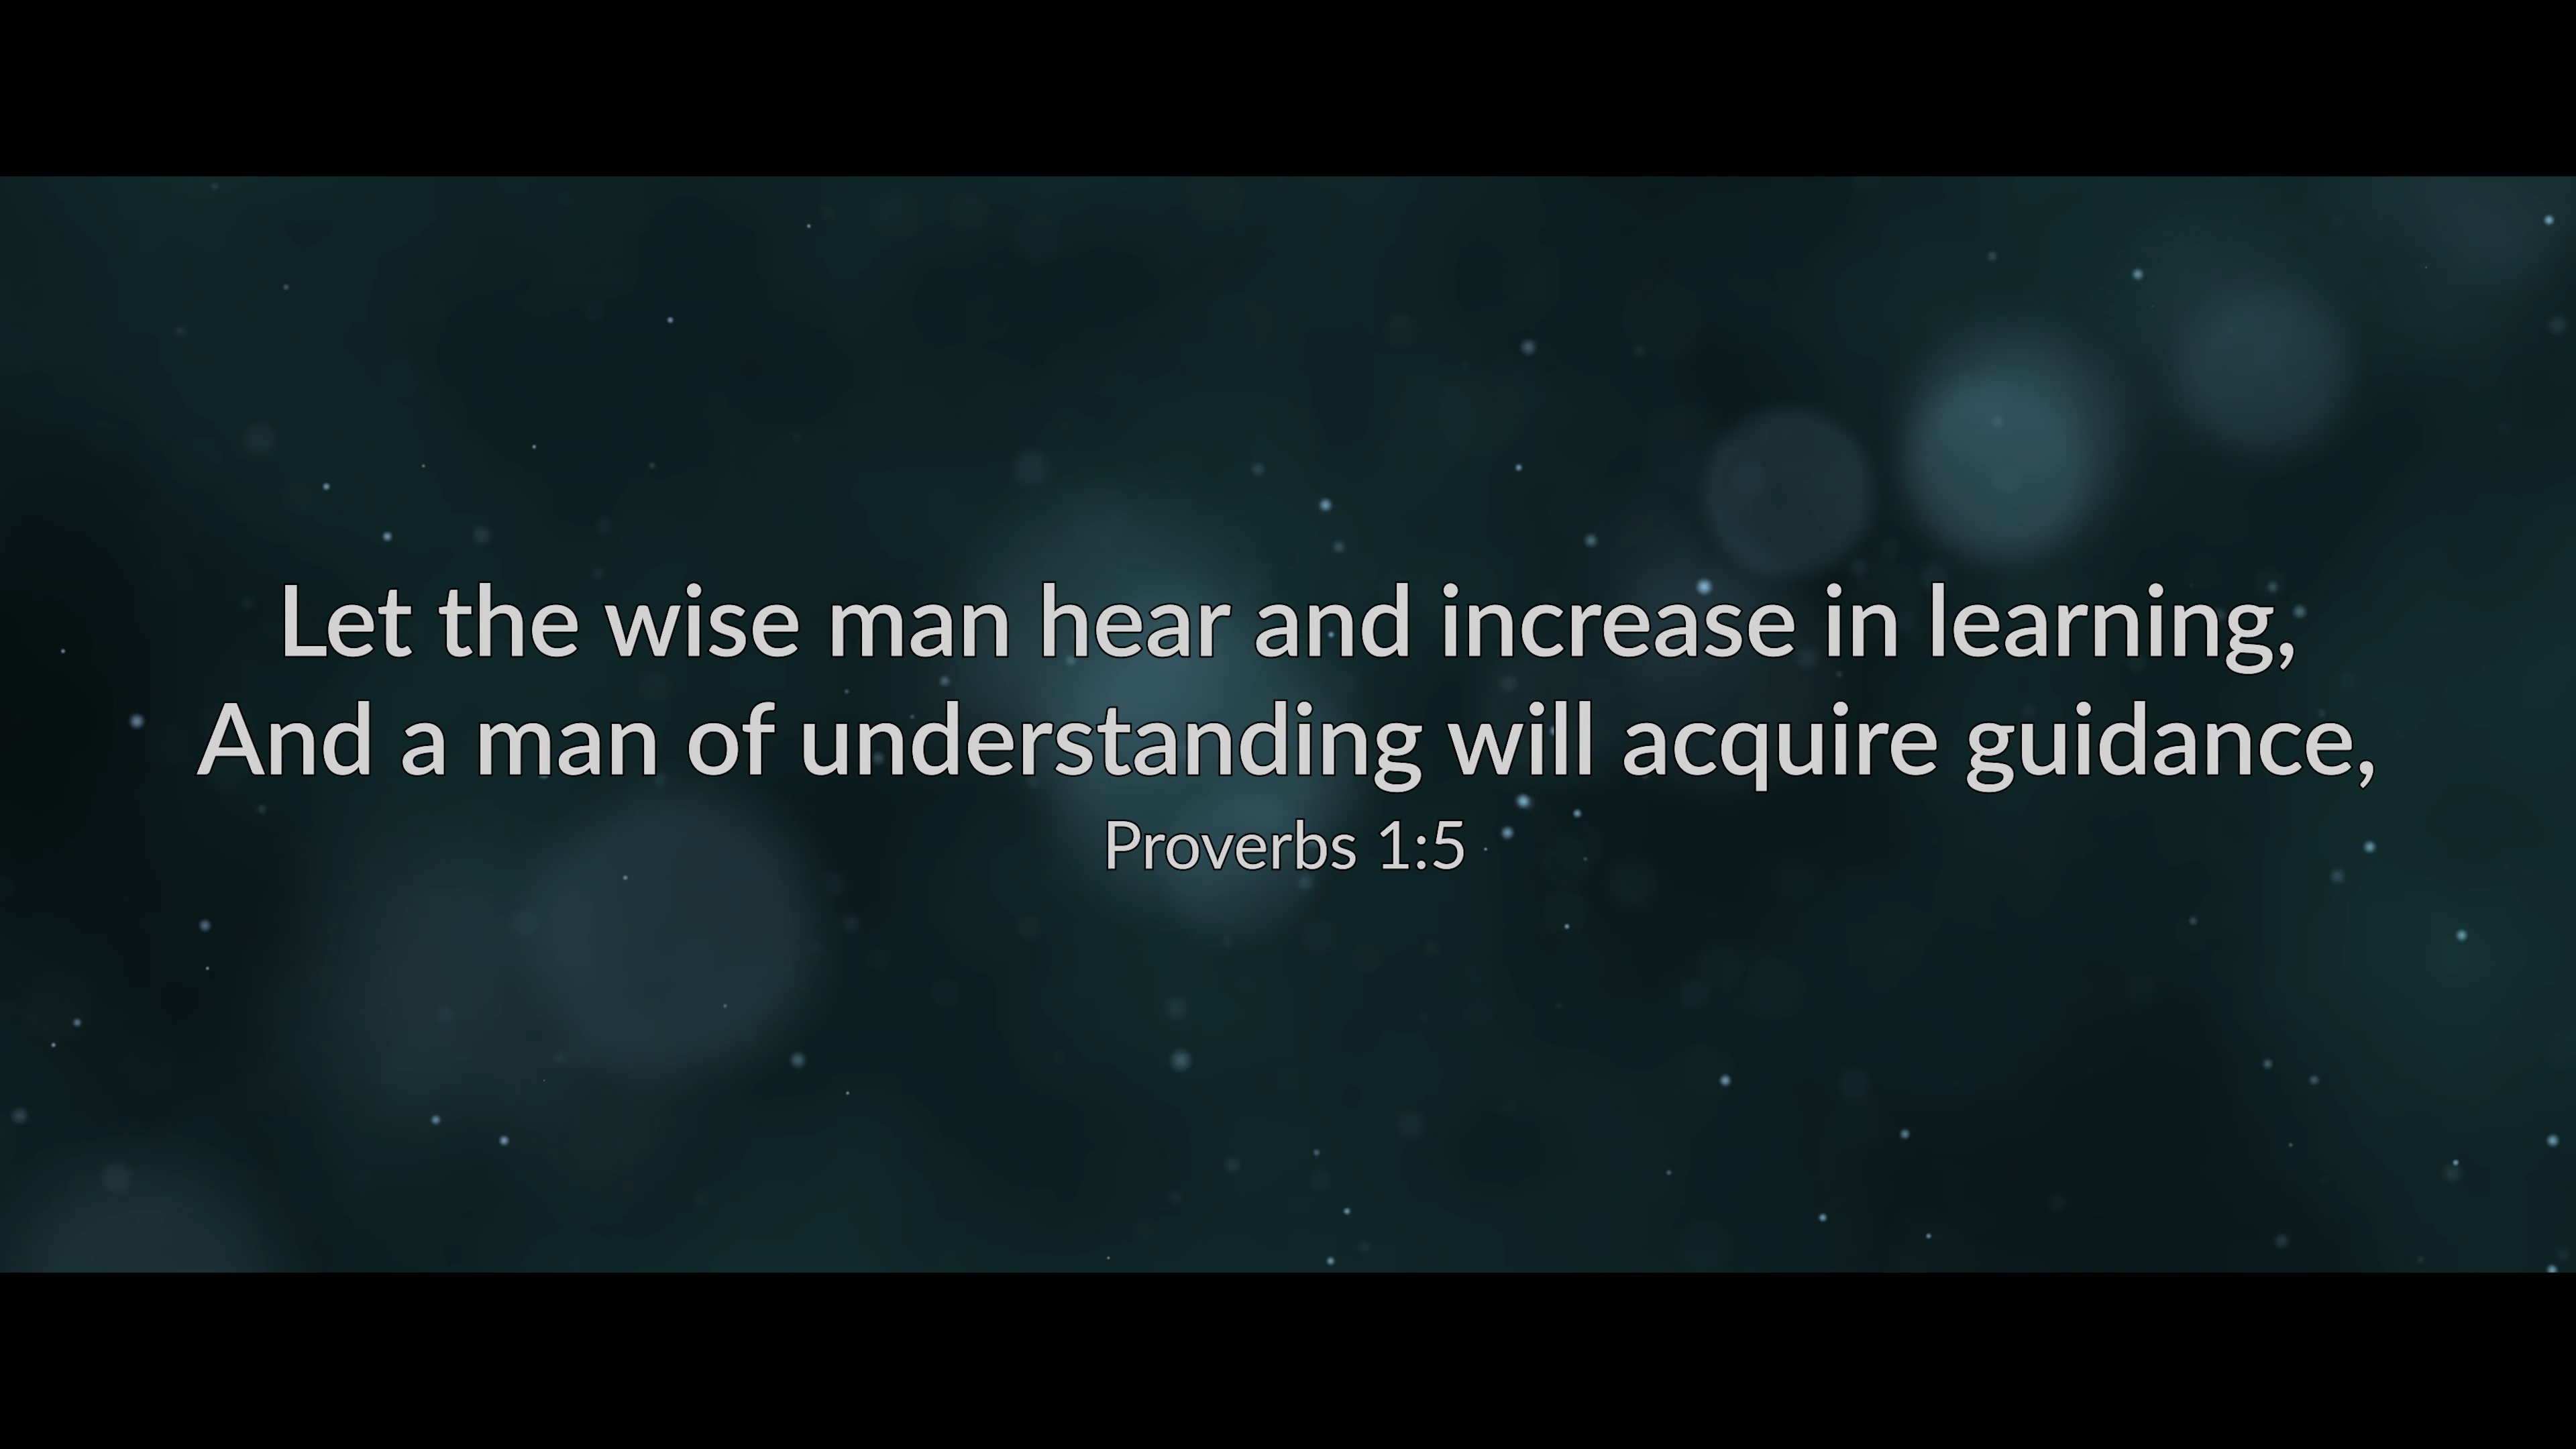 Let the wise man hear and increase in learning,
And a man of understanding will acquire guidance,
Proverbs 1:5